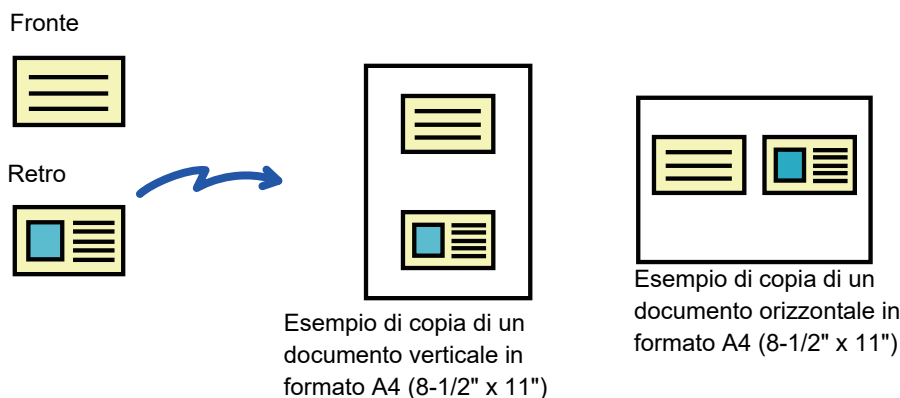 Fronte
Retro
Esempio di copia di un
documento verticale in
formato A4 (8-1/2" x 11")
Esempio di copia di un
documento orizzontale in
formato A4 (8-1/2" x 11")